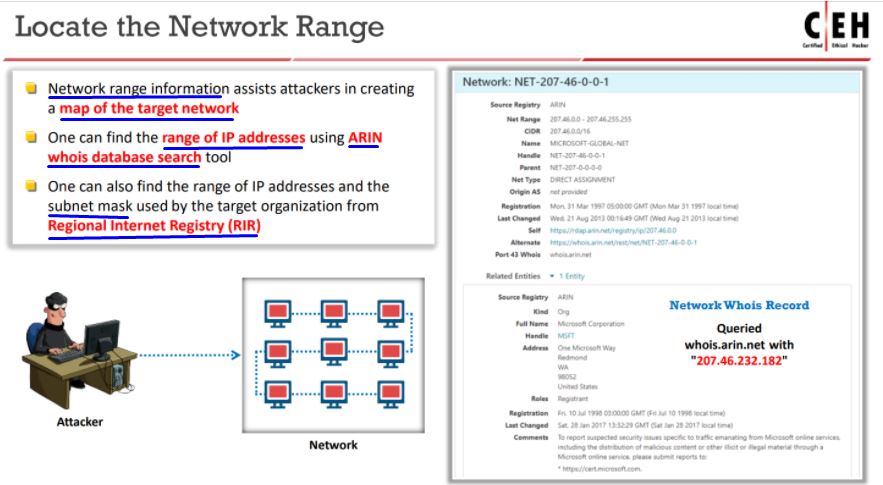 Locate the Network Range
C|EH
Certified Ethical Hacker
Network range information assists attackers in creating
a map of the target network
One can find the range of IP addresses using ARIN
whois database search tool
One can also find the range of IP addresses and the
subnet mask used by the target organization from
Regional Internet Registry (RIR)
Attacker
Network
Network: NET-207-46-0-0-1
Source Registry ARIN
Net Range 207.46.0.0 - 207.46.255.255
CIDR 207.46.0.0/16
Name MICROSOFT-GLOBAL-NET
Handle NET-207-46-0-0-1
Parent NET-207-0-0-0-0
Net Type DIRECT ASSIGNMENT
Origin AS not provided
Registration Mon, 31 Mar 1997 05:00:00 GMT (Mon Mar 31 1997 local time)
Last Changed Wed, 21 Aug 2013 00:16:49 GMT (Wed Aug 21 2013 local time)
Self https://rdap.arin.net/registry/ip/207.46.0.0
Alternate https://whois.arin.net/rest/net/NET-207-46-0-0-1
Port 43 Whois whois.arin.net
Related Entities 1 Entity
Source Registry ARIN
Kind Org
Full Name Microsoft Corporation
Handle MSFT
Address One Microsoft Way
Redmond
WA
98052
United States
Roles Registrant
Registration Fri, 10 Jul 1998 03:00:00 GMT (Fri Jul 10 1998 local time)
Last Changed Sat, 28 Jan 2017 13:32:29 GMT (Sat Jan 28 2017 local time)
Comments To report suspected security issues specific to traffic emanating from Microsoft online services,
including the distribution of malicious content or other illicit or illegal material through a
Microsoft online service, please submit reports to:
* https://cert.microsoft.com.
Network Whois Record
Queried
whois.arin.net with
"207.46.232.182"